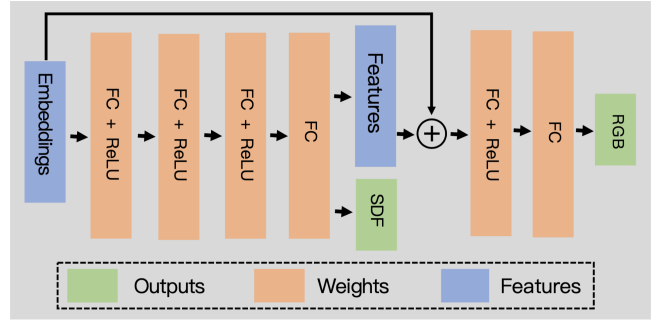 Embeddings
FC + ReLU
FC + ReLU
FC + ReLU
FC
Features
SDF
+
FC + ReLU
FC
RGB
Outputs
Weights
Features